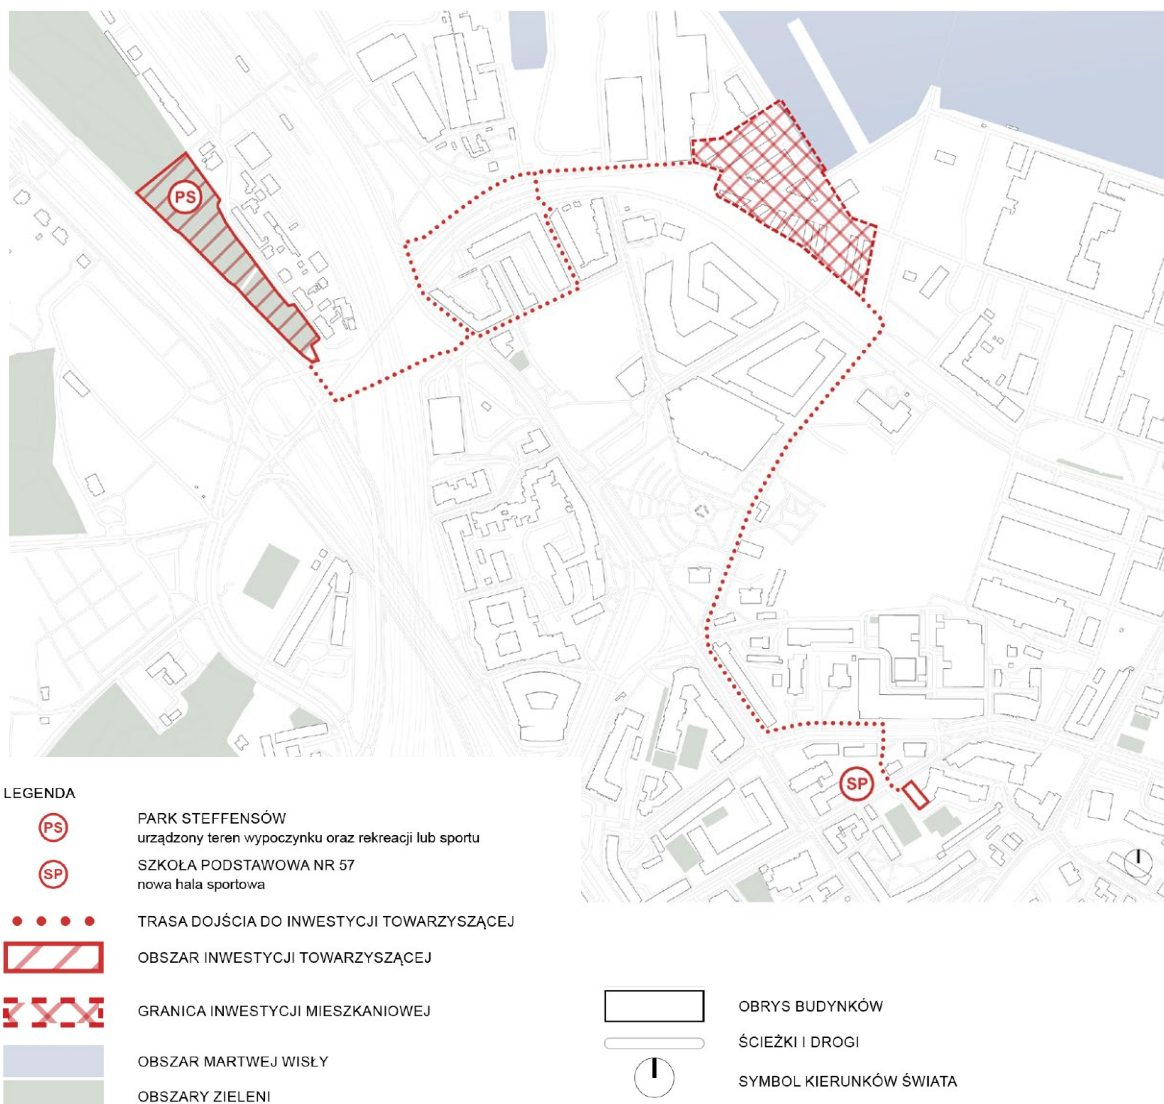 PS
SP
LEGENDA
PS
PARK STEFFENSÓW
urządzony teren wypoczynku oraz rekreacji lub sportu
SP
SZKOŁA PODSTAWOWA NR 57
nowa hala sportowa
TRASA DOJŚCIA DO INWESTYCJI TOWARZYSZĄCEJ
OBSZAR INWESTYCJI TOWARZYSZĄCEJ
GRANICA INWESTYCJI MIESZKANIOWEJ
OBSZAR MARTWEJ WISŁY
OBSZARY ZIELENI
OBRYS BUDYNKÓW
ŚCIEŻKI I DROGI
SYMBOL KIERUNKÓW ŚWIATA